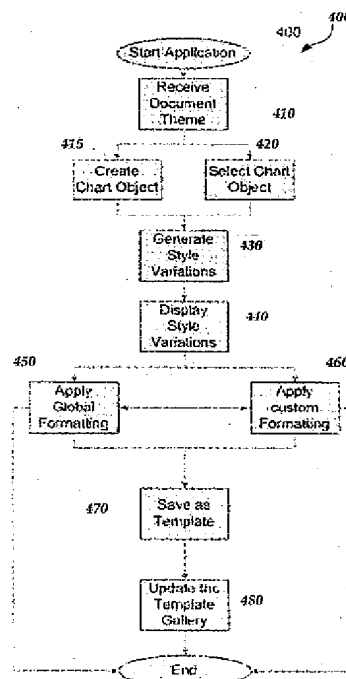 400
400
Start Application
Receive
Document
Theme
410
415
420
Create
Chart Object
Select Chart
Object
Generate
Style
Variations
430
Display
Style
Variations
440
450
460
Apply
Global
Formatting
Apply
custom
Formatting
470
Save as
Template
Update the
Template
Gallery
480
End